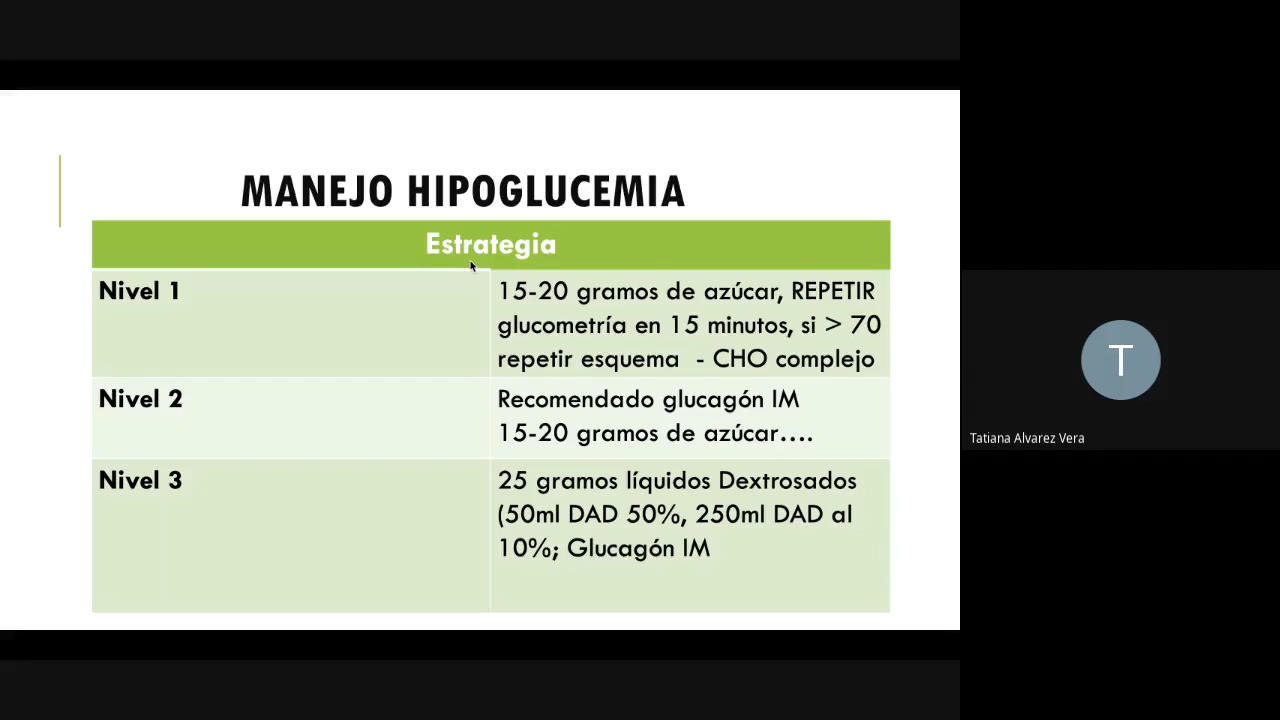 MANEJO HIPOGLUCEMIA
Estrategia
Nivel 1
15-20 gramos de azúcar, REPETIR
glucometría en 15 minutos, si > 70
repetir esquema - CHO complejo
Nivel 2
Recomendado glucagón IM
15-20 gramos de azúcar....
Nivel 3
25 gramos líquidos Dextrosados
(50ml DAD 50%, 250ml DAD al
10%; Glucagón IM
T
Tatiana Alvarez Vera